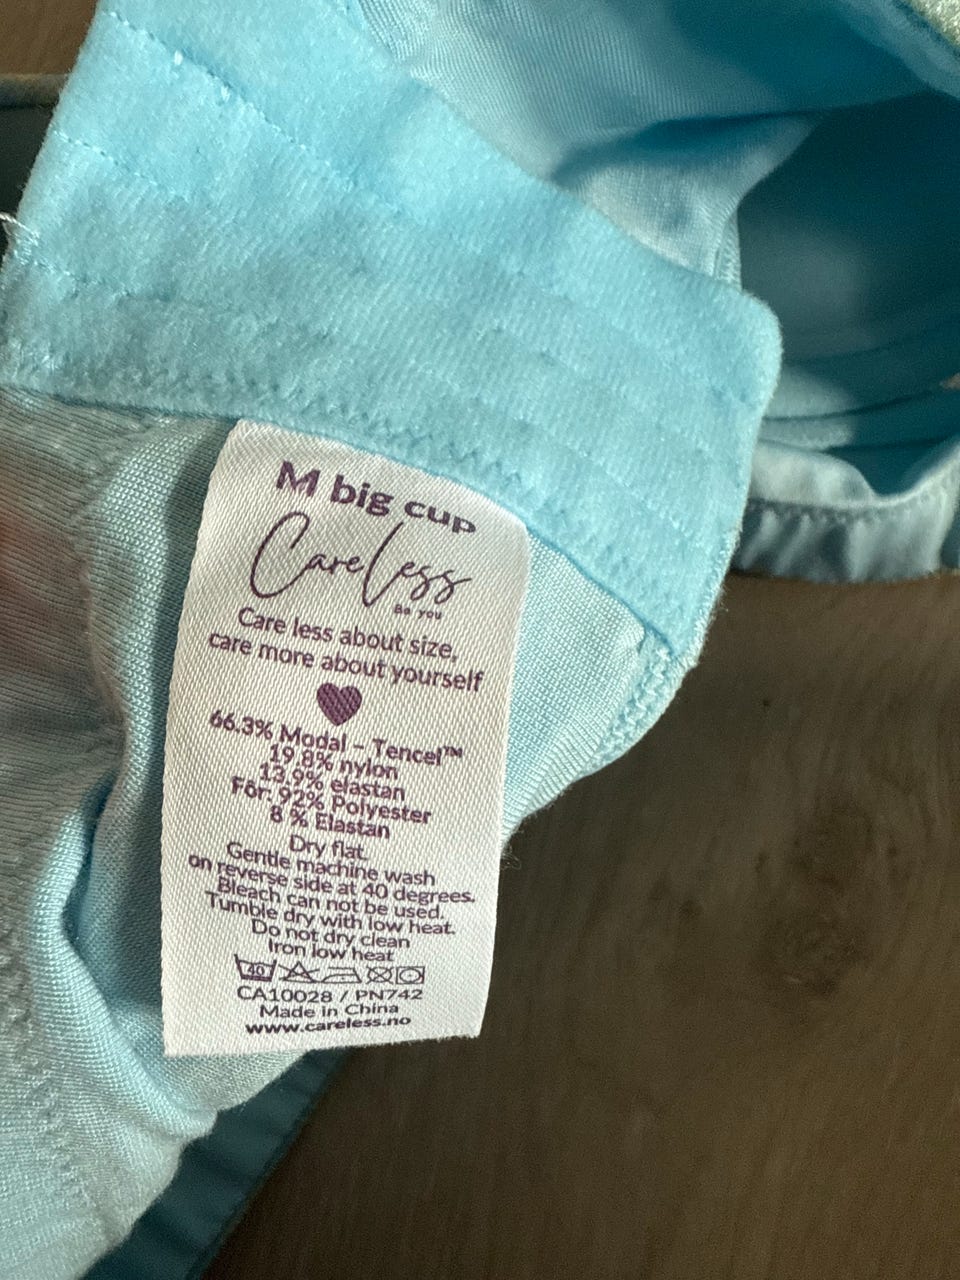 M big cup
CareLess
Be you
Care less about size,
care more about yourself
66.3% Modal - Tencel™
19.8% nylon
13.9% elastan
Fôr: 92% Polyester
8 % Elastan
Dry flat.
Gentle machine wash
on reverse side at 40 degrees.
Bleach can not be used.
Tumble dry with low heat.
Do not dry clean
Iron low heat
40
CA10028 / PN742
Made in China
www.careless.no